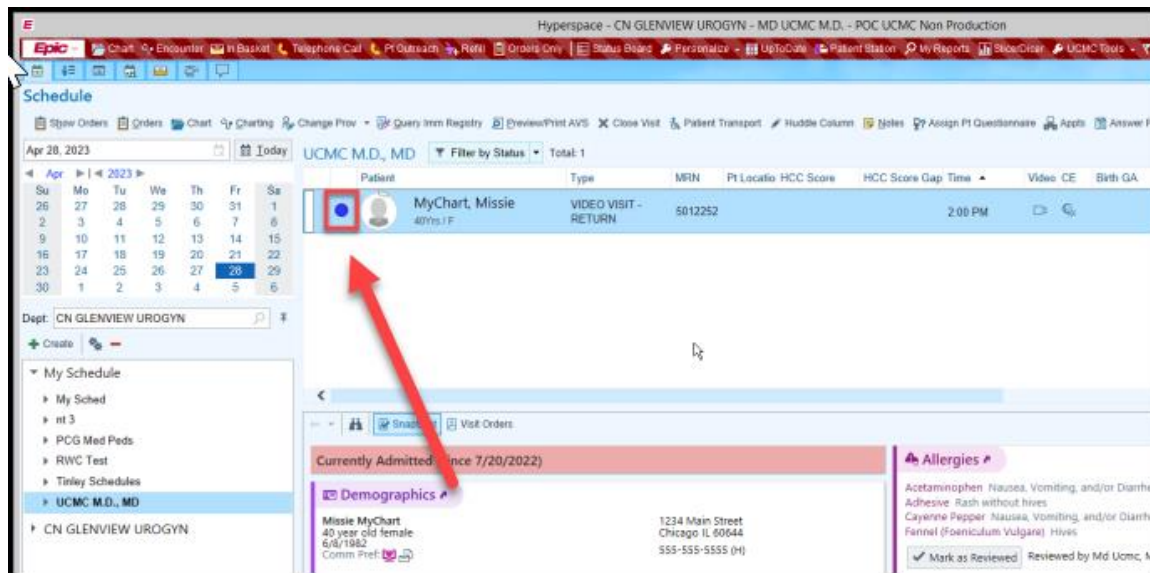 Hyperspace - CN GLENVIEW UROGYN - MD UCMC M.D. - POC UCMC Non Production
Epic Chart Encounter In Basket Telephone Call Pt Outreach Refill Orders Only Status Board Personalize UpToDate Patient Station My Reports SlicerDicer UCMC Tools
Schedule
Show Orders Orders Chart Charting Change Prov Query Imm Registry Preview/Print AVS Close Visit Patient Transport Huddle Column Notes Assign Pt Questionnaire Appts Answer
Apr 28, 2023 Today UCMC M.D., MD Filter by Status Total: 1
Apr 2023
Patient Type MRN Pt Locatio HCC Score HCC Score Gap Time Video CE Birth GA
Su Mo Tu We Th Fr Sa
26 27 28 29 30 31 1
2 3 4 5 6 7 8
9 10 11 12 13 14 15
16 17 18 19 20 21 22
23 24 25 26 27 28 29
30 1 2 3 4 5 6
MyChart, Missie
40Yrs / F
VIDEO VISIT -
RETURN
5012252
2:00 PM
Dept: CN GLENVIEW UROGYN
Create
My Schedule
My Sched
nt 3
PCG Med Peds
RWC Test
Tinley Schedules
UCMC M.D., MD
CN GLENVIEW UROGYN
Visit Orders
Currently Admitted
7/20/2022)
Demographics
Missie MyChart
40 year old female
6/8/1982
Comm Pref:
1234 Main Street
Chicago IL 60644
555-555-5555 (H)
Allergies
Acetaminophen Nausea, Vomiting, and/or Diarrhe
Adhesive Rash without hives
Cayenne Pepper Nausea, Vomiting, and/or Diarrh
Fennel (Foeniculum Vulgare) Hives
Mark as Reviewed Reviewed by Md Ucmc, M